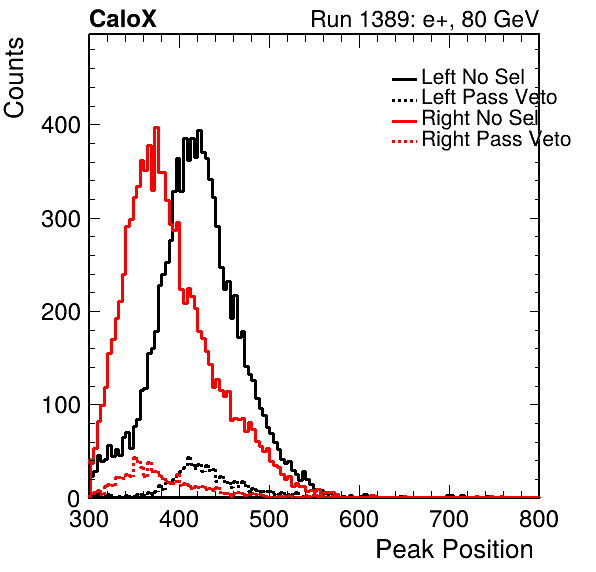 CaloX Run 1389: e+, 80 GeV
Counts
Left No Sel
Left Pass Veto
Right No Sel
Right Pass Veto
400
300
200
100
0
300 400 500 600 700 800
Peak Position